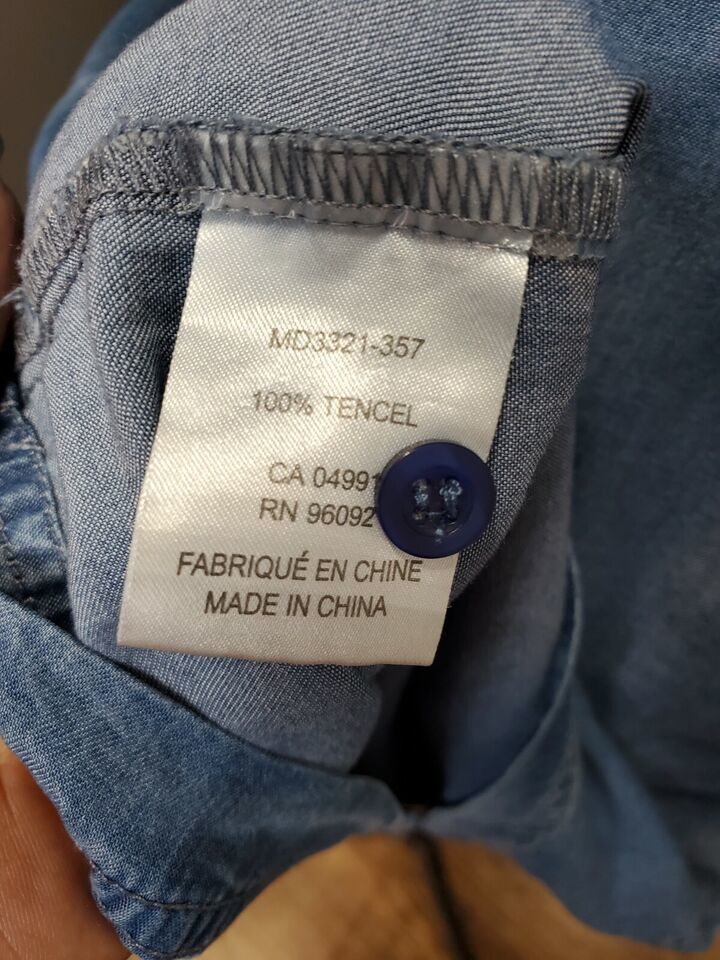 MD3321-357
100% TENCEL
CA 04991
RN 96092
FABRIQUÉ EN CHINE
MADE IN CHINA